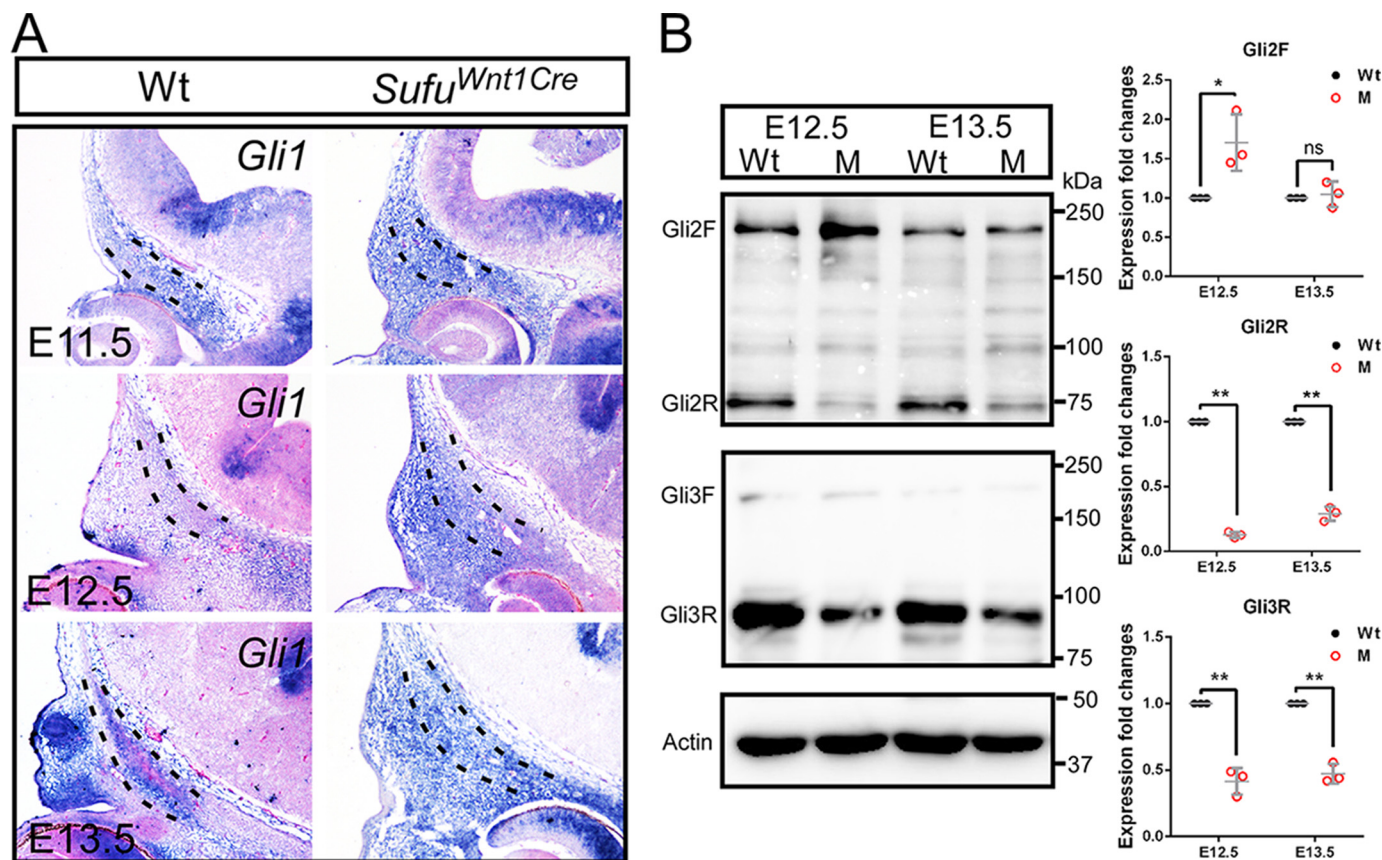 A
Wt Sufu^Wnt1Cre
Gli1
E11.5
Gli1
E12.5
Gli1
E13.5
B
E12.5 E13.5
Wt M Wt M
kDa
Gli2F
250
150
100
Gli2R 75
250
Gli3F
150
100
Gli3R
75
50
Actin
37
Gli2F
Expression fold changes
2.5
2.0
1.5
1.0
0.5
0.0
Wt
M
*
ns
E12.5 E13.5
Gli2R
Expression fold changes
1.5
1.0
0.5
0.0
Wt
M
** **
E12.5 E13.5
Gli3R
Expression fold changes
1.5
1.0
0.5
0.0
Wt
M
** **
E12.5 E13.5